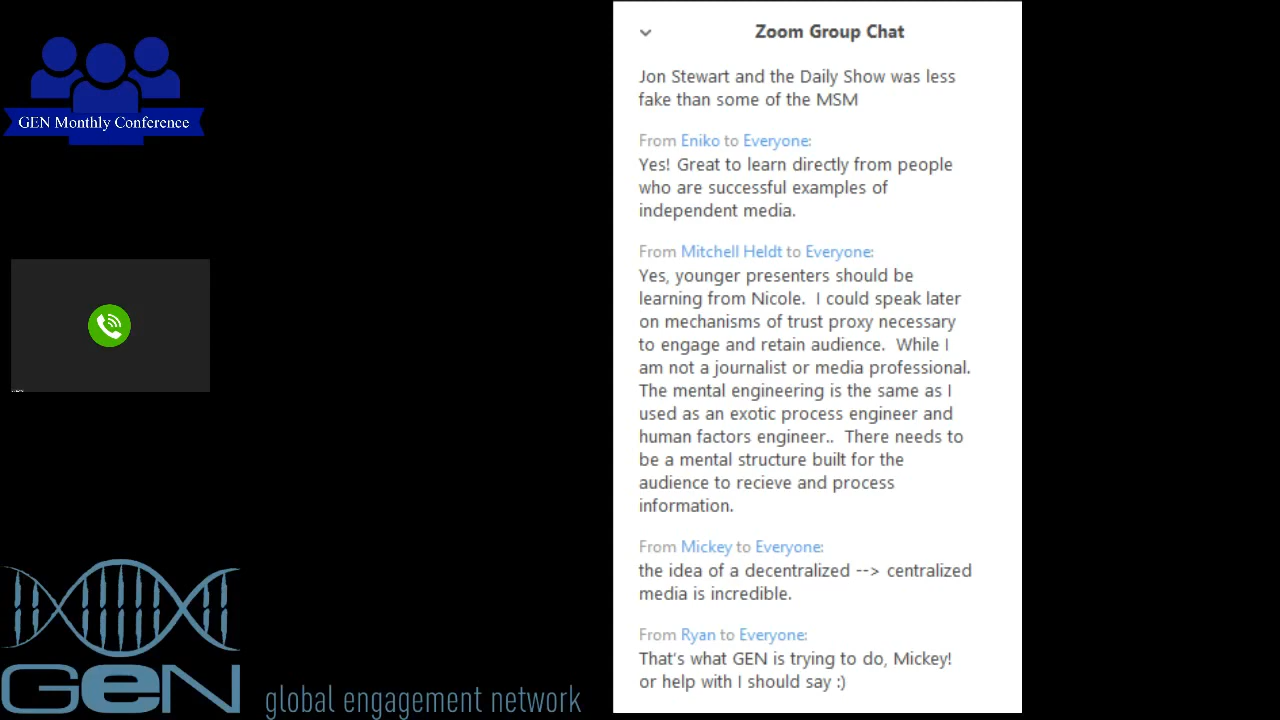 GEN Monthly Conference
Zoom Group Chat
Jon Stewart and the Daily Show was less
fake than some of the MSM
From Eniko to Everyone:
Yes! Great to learn directly from people
who are successful examples of
independent media.
From Mitchell Heldt to Everyone:
Yes, younger presenters should be
learning from Nicole.  I could speak later
on mechanisms of trust proxy necessary
to engage and retain audience.  While I
am not a journalist or media professional.
The mental engineering is the same as I
used as an exotic process engineer and
human factors engineer..  There needs to
be a mental structure built for the
audience to recieve and process
information.
From Mickey to Everyone:
the idea of a decentralized --> centralized
media is incredible.
From Ryan to Everyone:
That's what GEN is trying to do, Mickey!
or help with I should say :)
GeN
global engagement network